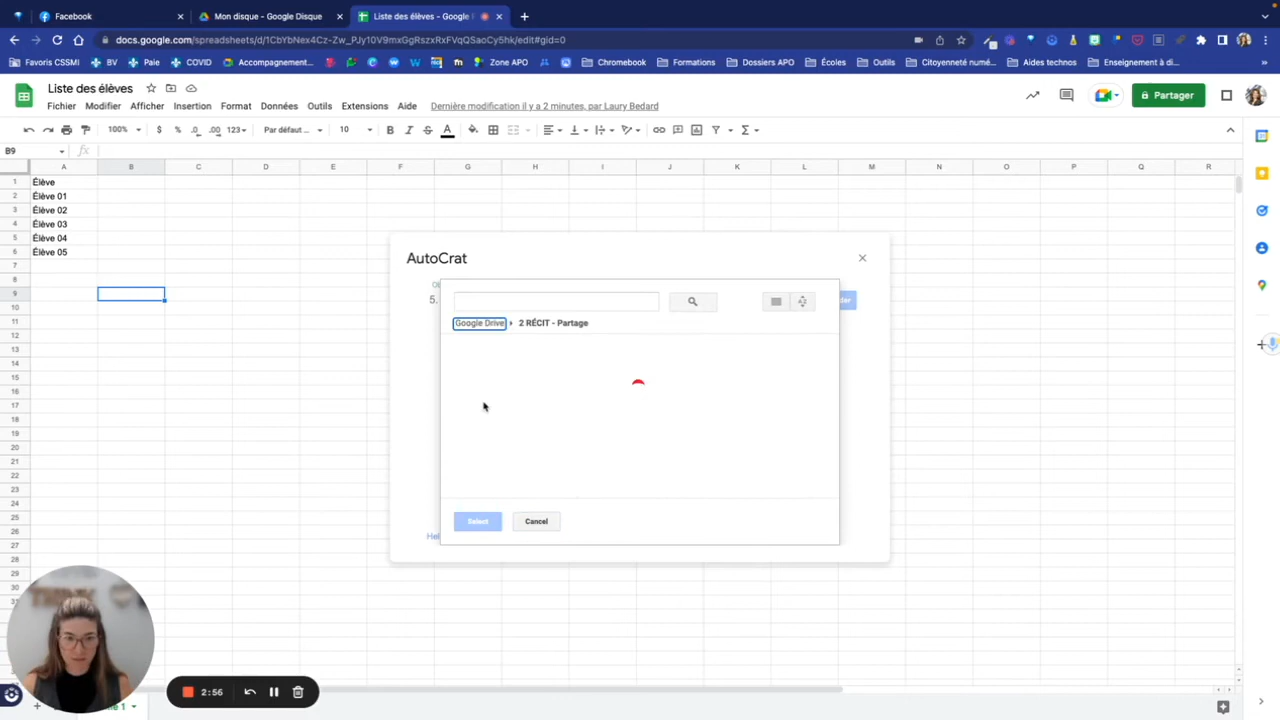 Facebook
Mon disque - Google Disque
Liste des élèves - Google
docs.google.com/spreadsheets/d/1CbYbNex4Cz-Zw_PJy10V9mxGgRszxRxFVqQSaoCy5hk/edit#gid=0
Favoris CSSMI
BV
Paie
COVID
Accompagnement...
Zone APO
Chromebook
Formations
Dossiers APO
Écoles
Outils
Citoyenneté numé...
Aides technos
Enseignement à di...
Liste des élèves
Partager
Fichier Modifier Afficher Insertion Format Données Outils Extensions Aide
Dernière modification il y a 2 minutes, par Laury Bedard
100%
$ % .0 .00 123
Par défaut ...
10
B I S A
B9
fx
A B C D E F G H I J K L M N O P Q R
1 Élève
2 Élève 01
3 Élève 02
4 Élève 03
5 Élève 04
6 Élève 05
7
8
9
10
11
12
13
14
15
16
17
18
19
20
21
22
23
24
25
26
27
28
29
30
AutoCrat
5.
der
Google Drive
2 RÉCIT - Partage
Select
Cancel
Hel
2:56